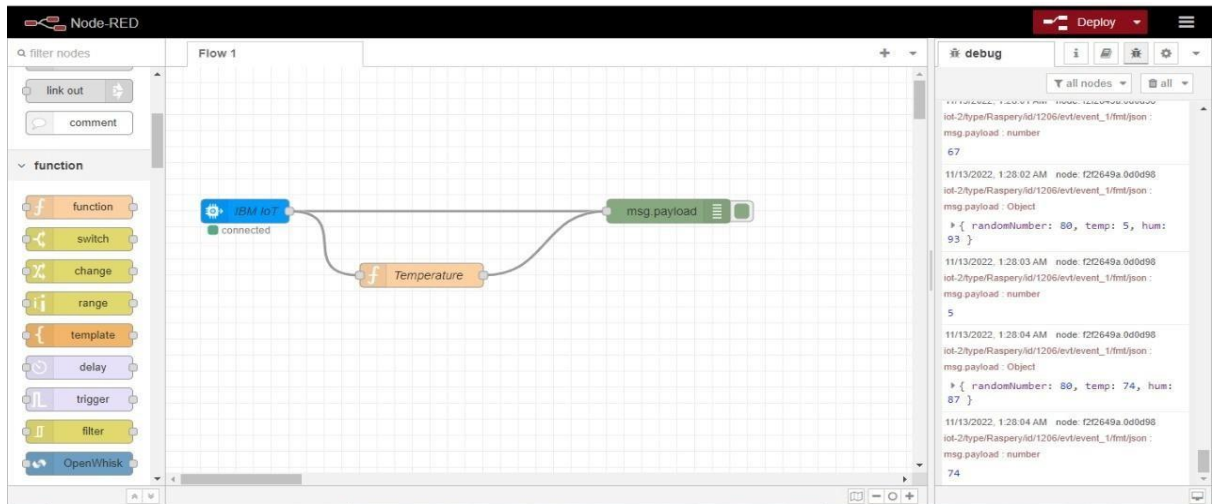 Node-RED
Deploy
filter nodes
Flow 1
debug
i
all nodes
all
link out
comment
function
function
switch
change
range
template
delay
trigger
filter
OpenWhisk
IBM IoT
connected
Temperature
msg.payload
iot-2/type/Raspery/id/1206/evt/event_1/fmt/json :
msg.payload : number
67
11/13/2022, 1:28:02 AM node: f2f2649a.0d0d98
iot-2/type/Raspery/id/1206/evt/event_1/fmt/json :
msg.payload : Object
{ randomNumber: 80, temp: 5, hum:
93 }
11/13/2022, 1:28:03 AM node: f2f2649a.0d0d98
iot-2/type/Raspery/id/1206/evt/event_1/fmt/json :
msg.payload : number
5
11/13/2022, 1:28:04 AM node: f2f2649a.0d0d98
iot-2/type/Raspery/id/1206/evt/event_1/fmt/json :
msg.payload : Object
{ randomNumber: 80, temp: 74, hum:
87 }
11/13/2022, 1:28:04 AM node: f2f2649a.0d0d98
iot-2/type/Raspery/id/1206/evt/event_1/fmt/json :
msg.payload : number
74